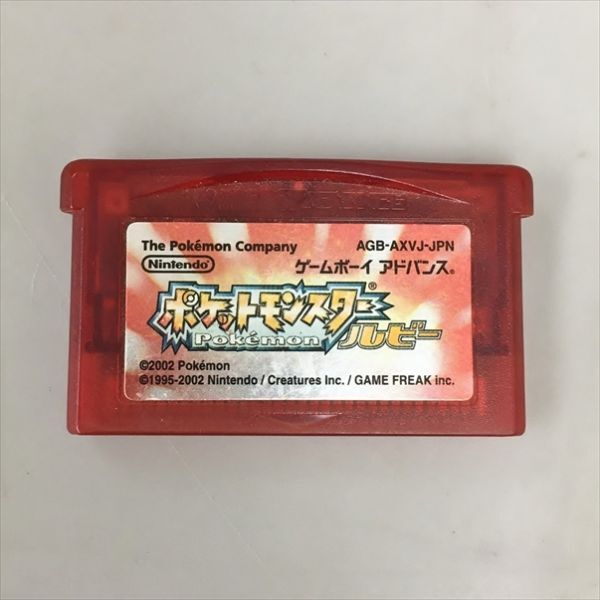 The Pokémon Company AGB-AXVJ-JPN
Nintendo ゲームボーイ アドバンス®
ポケットモンスター®
Pokémon ルビー
©2002 Pokémon
©1995-2002 Nintendo / Creatures Inc. / GAME FREAK inc.